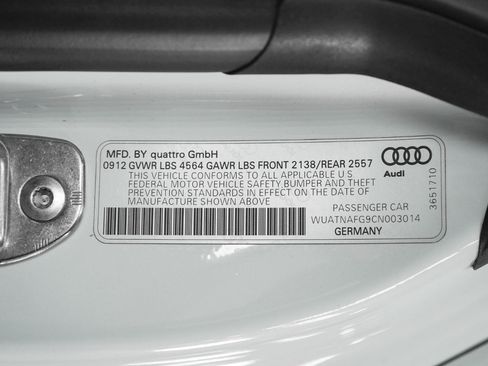 MFD. BY quattro GmbH
0912 GVWR LBS 4564 GAWR LBS FRONT 2138/REAR 2557
THIS VEHICLE CONFORMS TO ALL APPLICABLE U S
FEDERAL MOTOR VEHICLE SAFETY,BUMPER AND THEFT
PREVENTION STANDARDS IN EFFECT ON THE DATE OF
MANUFACTURE SHOWN ABOVE
Audi
3651710
PASSENGER CAR
WUATNAFG9CN003014
GERMANY